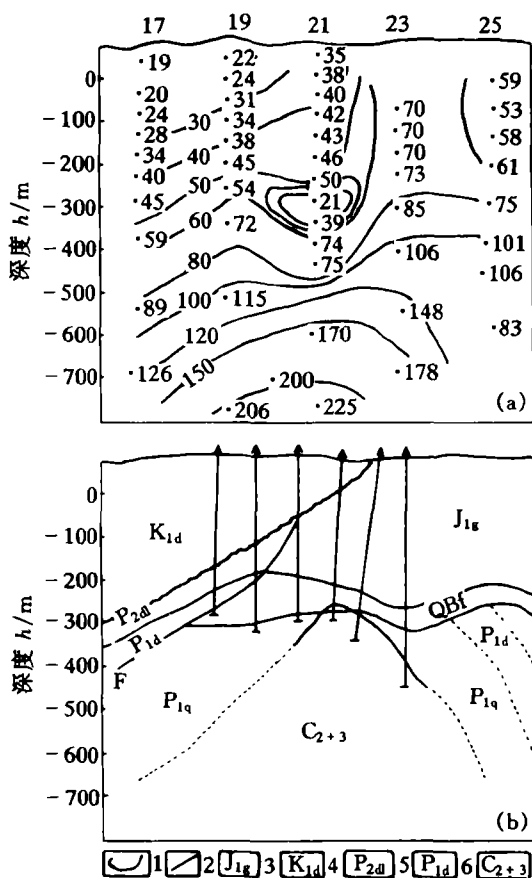 17 19 21 23 25
深度 h/m
0
−100
−200
−300
−400
−500
−600
−700
19 22 35
20 24 38 59
24 31 40 70 53
28 30 34 42 70 58
34 40 38 43 70 61
40 45 46 73
45 50 54 50 85 75
59 60 72 21 101
39
80 74 106 106
75
89 100 115 148 83
120 170
126 150 178
200
206 225
(a)
深度 h/m
0
−100
−200
−300
−400
−500
−600
−700
K1d J1g
P2dl
P1d QBf P1d
F P1q P1q
C2+3
(b)
1 2 J1g 3 K1d 4 P2dl 5 P1d 6 C2+3